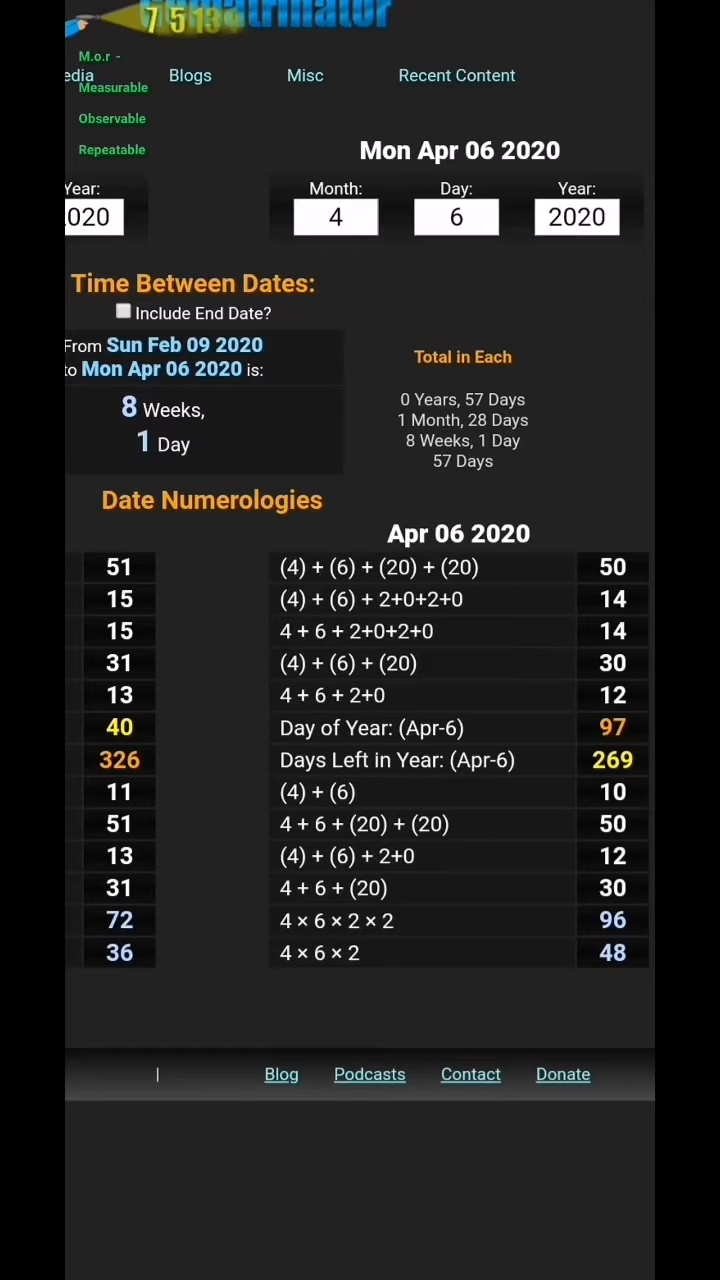 7 5 13
M.o.r -
edia Blogs Misc Recent Content
Measurable
Observable
Repeatable
Mon Apr 06 2020
Year: Month: Day: Year:
020 4 6 2020
Time Between Dates:
Include End Date?
From Sun Feb 09 2020
to Mon Apr 06 2020 is:
8 Weeks,
1 Day
Total in Each
0 Years, 57 Days
1 Month, 28 Days
8 Weeks, 1 Day
57 Days
Date Numerologies
Apr 06 2020
51 (4) + (6) + (20) + (20) 50
15 (4) + (6) + 2+0+2+0 14
15 4 + 6 + 2+0+2+0 14
31 (4) + (6) + (20) 30
13 4 + 6 + 2+0 12
40 Day of Year: (Apr-6) 97
326 Days Left in Year: (Apr-6) 269
11 (4) + (6) 10
51 4 + 6 + (20) + (20) 50
13 (4) + (6) + 2+0 12
31 4 + 6 + (20) 30
72 4 × 6 × 2 × 2 96
36 4 × 6 × 2 48
| Blog Podcasts Contact Donate